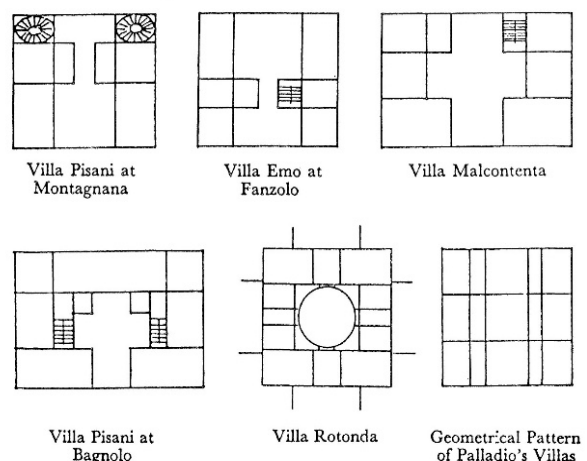 Villa Pisani at
Montagnana
Villa Emo at
Fanzolo
Villa Malcontenta
Villa Pisani at
Bagnolo
Villa Rotonda
Geometrical Pattern
of Palladio's Villas